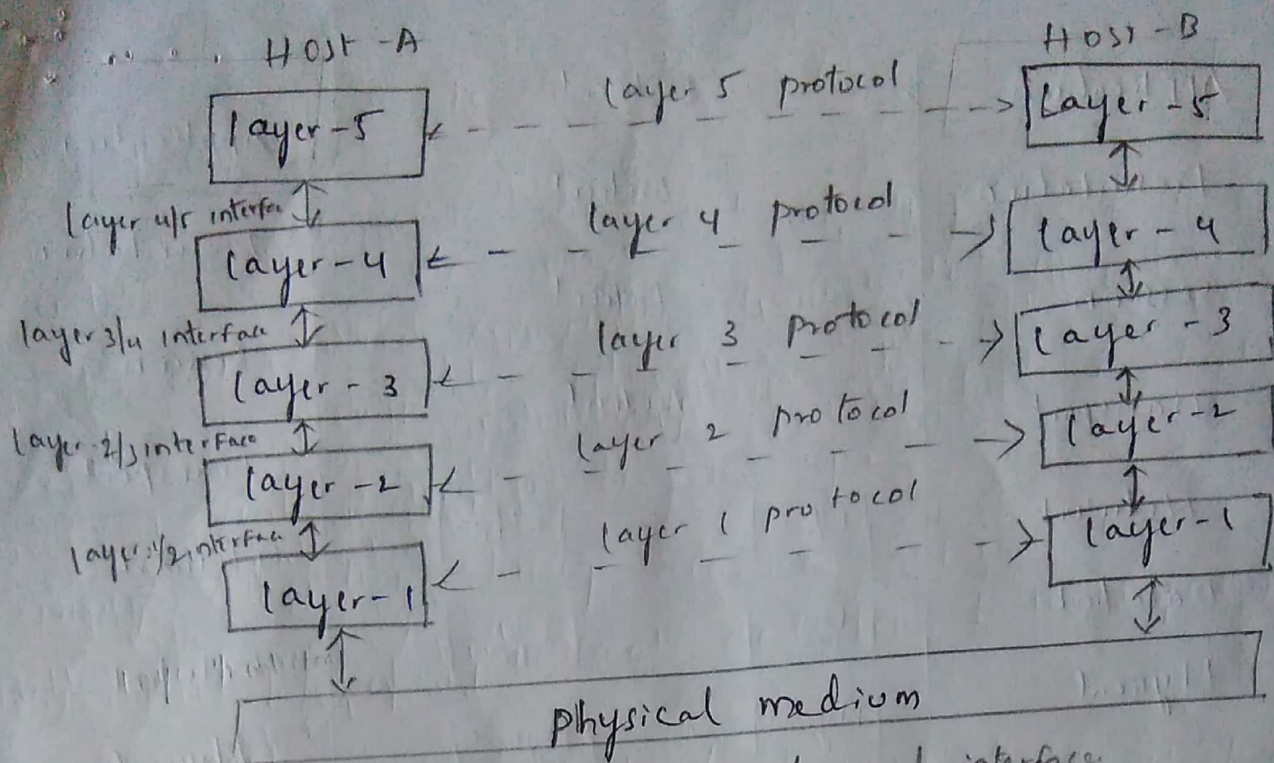 Host-A
Host-B
layer 5 protocol
layer-5
Layer-5
layer 4/5 interface
layer 4 protocol
layer-4
layer-4
layer 3/4 interface
layer 3 protocol
layer-3
layer-3
layer-2/3 interface
layer 2 protocol
layer-2
layer-2
layer 1/2 interface
layer 1 protocol
layer-1
layer-1
physical medium
interface